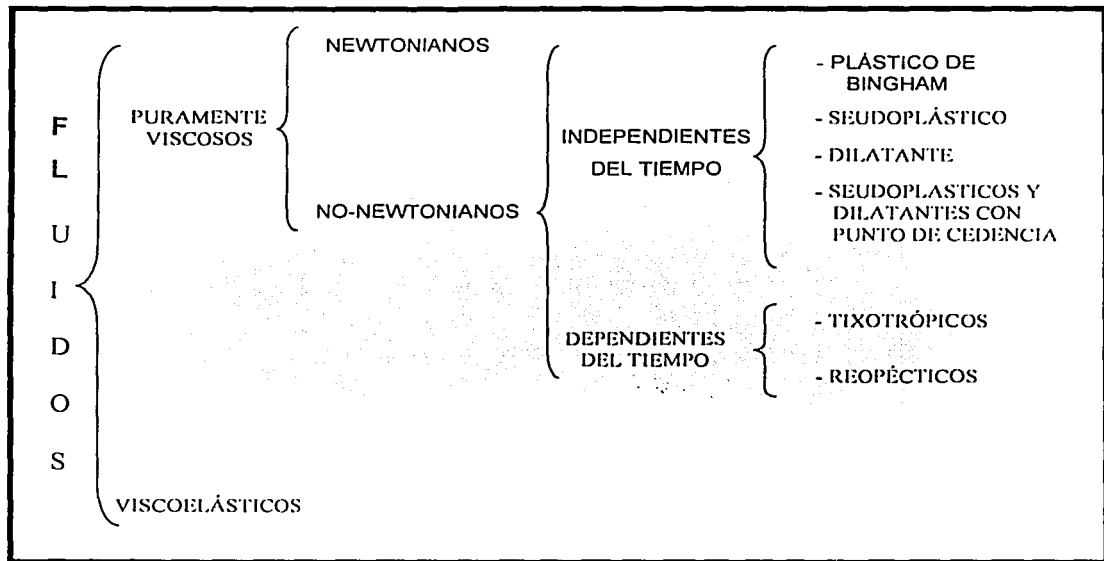 FLUIDOS
PURAMENTE
VISCOSOS
NEWTONIANOS
NO-NEWTONIANOS
INDEPENDIENTES
DEL TIEMPO
- PLÁSTICO DE
BINGHAM
- SEUDOPLÁSTICO
- DILATANTE
- SEUDOPLASTICOS Y
DILATANTES CON
PUNTO DE CEDENCIA
DEPENDIENTES
DEL TIEMPO
- TIXOTRÓPICOS
- REOPÉCTICOS
VISCOELÁSTICOS